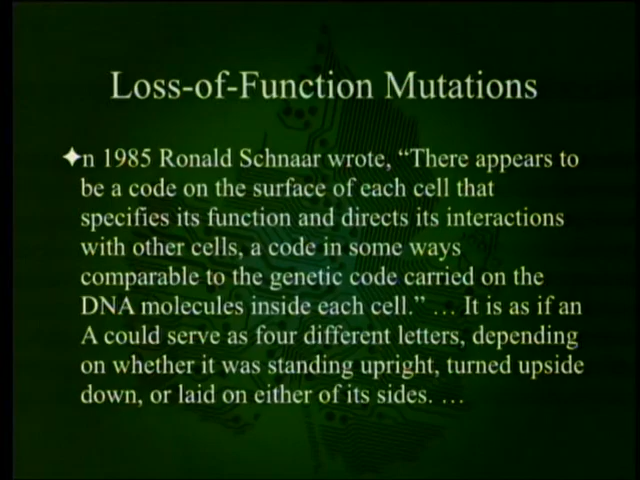 Loss-of-Function Mutations
✦n 1985 Ronald Schnaar wrote, “There appears to
be a code on the surface of each cell that
specifies its function and directs its interactions
with other cells, a code in some ways
comparable to the genetic code carried on the
DNA molecules inside each cell.” … It is as if an
A could serve as four different letters, depending
on whether it was standing upright, turned upside
down, or laid on either of its sides. …